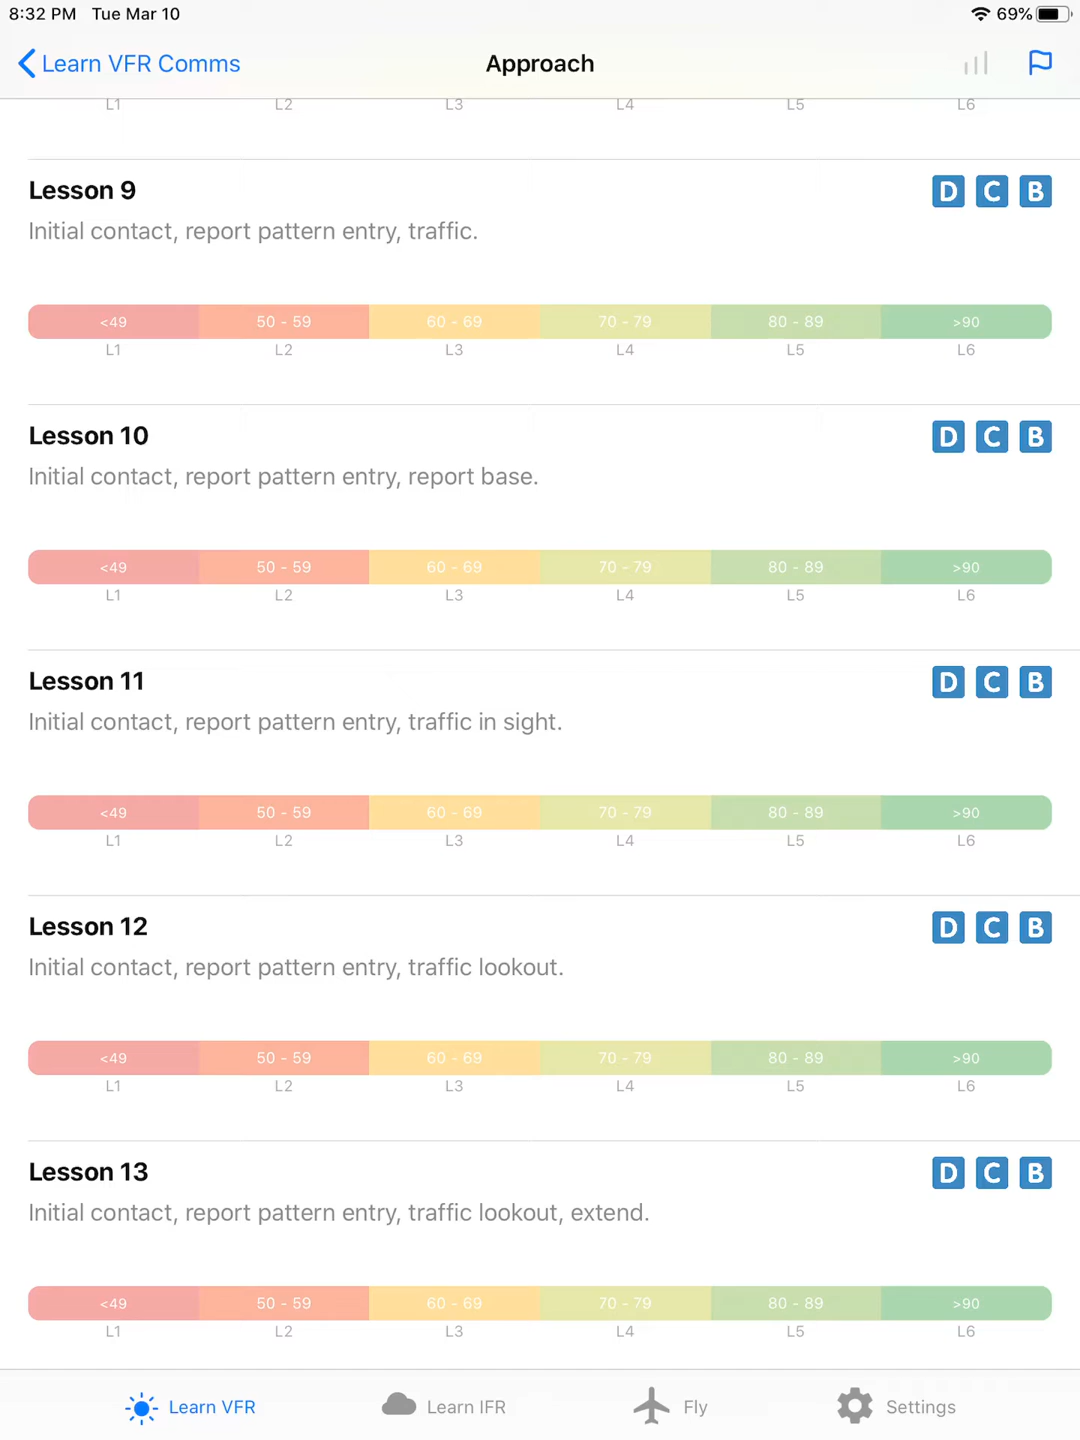 8:32 PM Tue Mar 10 69%
Learn VFR Comms Approach
L1 L2 L3 L4 L5 L6
Lesson 9 D C B
Initial contact, report pattern entry, traffic.
<49 50 - 59 60 - 69 70 - 79 80 - 89 >90
L1 L2 L3 L4 L5 L6
Lesson 10 D C B
Initial contact, report pattern entry, report base.
<49 50 - 59 60 - 69 70 - 79 80 - 89 >90
L1 L2 L3 L4 L5 L6
Lesson 11 D C B
Initial contact, report pattern entry, traffic in sight.
<49 50 - 59 60 - 69 70 - 79 80 - 89 >90
L1 L2 L3 L4 L5 L6
Lesson 12 D C B
Initial contact, report pattern entry, traffic lookout.
<49 50 - 59 60 - 69 70 - 79 80 - 89 >90
L1 L2 L3 L4 L5 L6
Lesson 13 D C B
Initial contact, report pattern entry, traffic lookout, extend.
<49 50 - 59 60 - 69 70 - 79 80 - 89 >90
L1 L2 L3 L4 L5 L6
Learn VFR Learn IFR Fly Settings